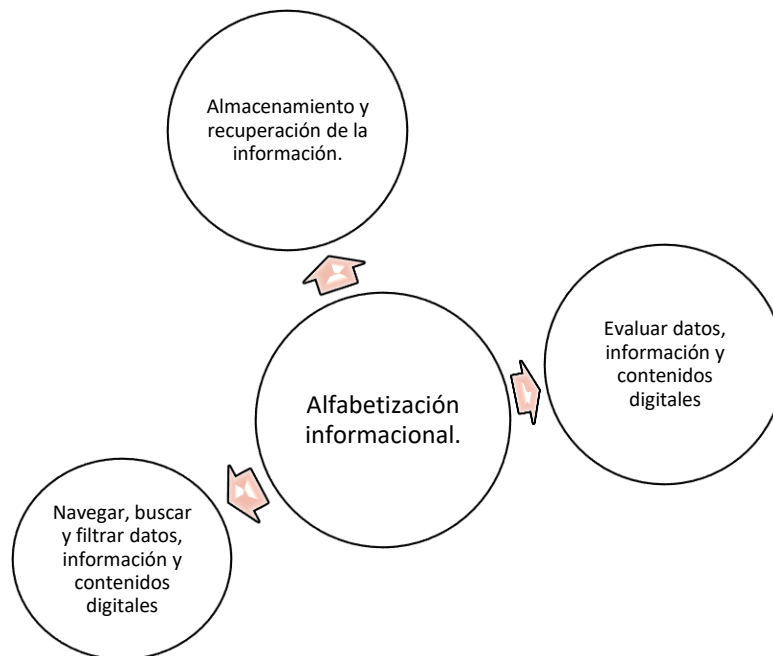 Almacenamiento y
recuperación de la
información.
Evaluar datos,
información y
contenidos
digitales
Alfabetización
informacional.
Navegar, buscar
y filtrar datos,
información y
contenidos
digitales